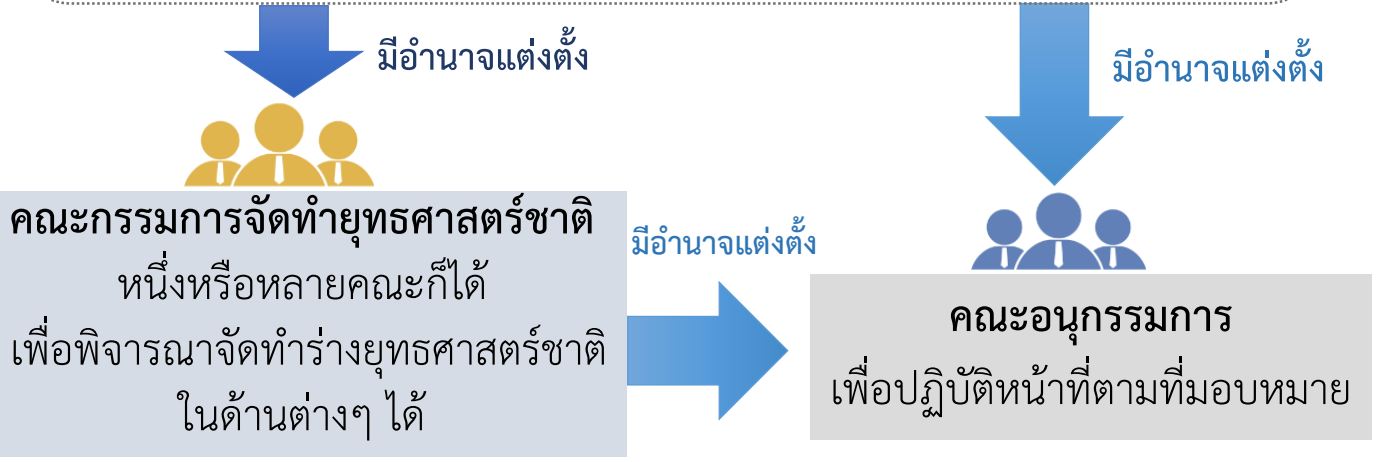 มีอำนาจแต่งตั้ง
มีอำนาจแต่งตั้ง
คณะกรรมการจัดทำยุทธศาสตร์ชาติ
หนึ่งหรือหลายคณะก็ได้
เพื่อพิจารณาจัดทำร่างยุทธศาสตร์ชาติ
ในด้านต่างๆ ได้
มีอำนาจแต่งตั้ง
คณะอนุกรรมการ
เพื่อปฏิบัติหน้าที่ตามที่มอบหมาย